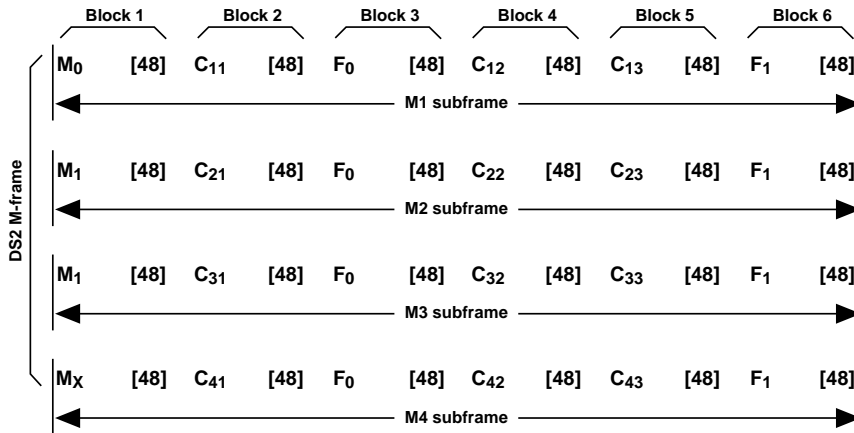 Block 1 Block 2 Block 3 Block 4 Block 5 Block 6
M0 [48] C11 [48] F0 [48] C12 [48] C13 [48] F1 [48]
M1 subframe
M1 [48] C21 [48] F0 [48] C22 [48] C23 [48] F1 [48]
M2 subframe
M1 [48] C31 [48] F0 [48] C32 [48] C33 [48] F1 [48]
M3 subframe
MX [48] C41 [48] F0 [48] C42 [48] C43 [48] F1 [48]
M4 subframe
DS2 M-frame